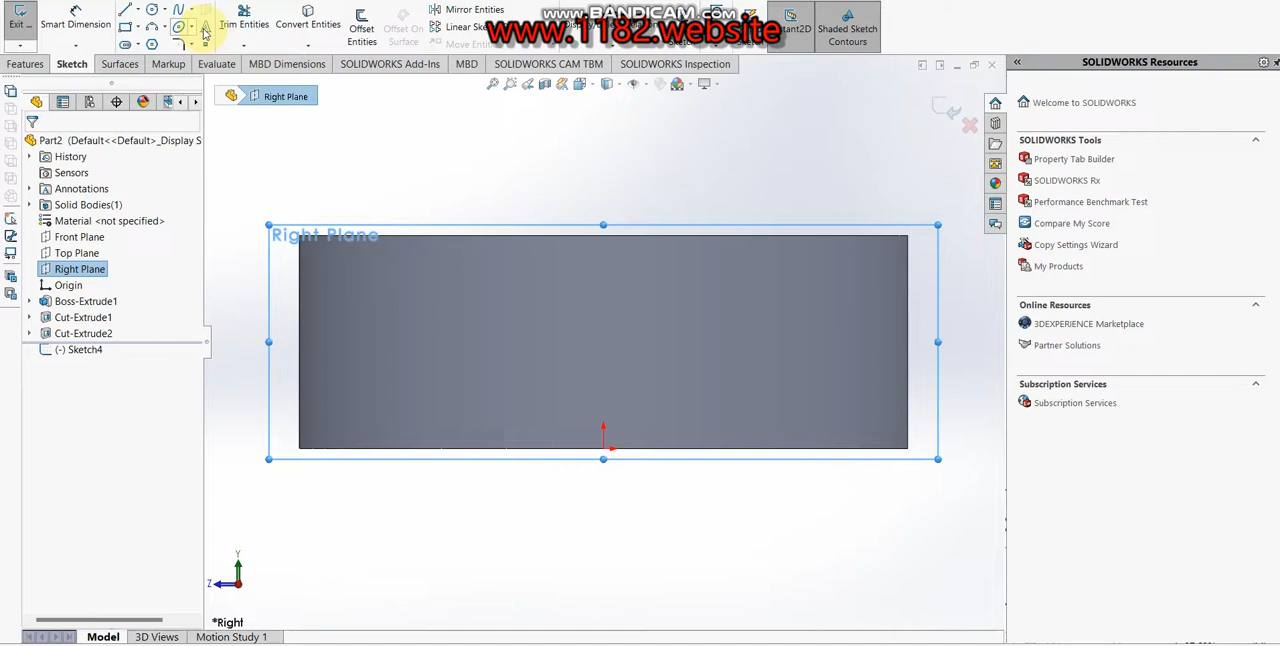 www.BANDICAM.com
www.1182.website
Exit ...
Smart Dimension
Trim Entities
Convert Entities
Offset
Entities
Offset On
Surface
Mirror Entities
Linear Ske
Move Entities
Instant2D
Shaded Sketch
Contours
Features
Sketch
Surfaces
Markup
Evaluate
MBD Dimensions
SOLIDWORKS Add-Ins
MBD
SOLIDWORKS CAM TBM
SOLIDWORKS Inspection
SOLIDWORKS Resources
Right Plane
Part2 (Default<<Default>_Display S
History
Sensors
Annotations
Solid Bodies(1)
Material <not specified>
Front Plane
Top Plane
Right Plane
Origin
Boss-Extrude1
Cut-Extrude1
Cut-Extrude2
(-) Sketch4
Right Plane
Y
Z
*Right
Welcome to SOLIDWORKS
SOLIDWORKS Tools
Property Tab Builder
SOLIDWORKS Rx
Performance Benchmark Test
Compare My Score
Copy Settings Wizard
My Products
Online Resources
3DEXPERIENCE Marketplace
Partner Solutions
Subscription Services
Subscription Services
Model
3D Views
Motion Study 1